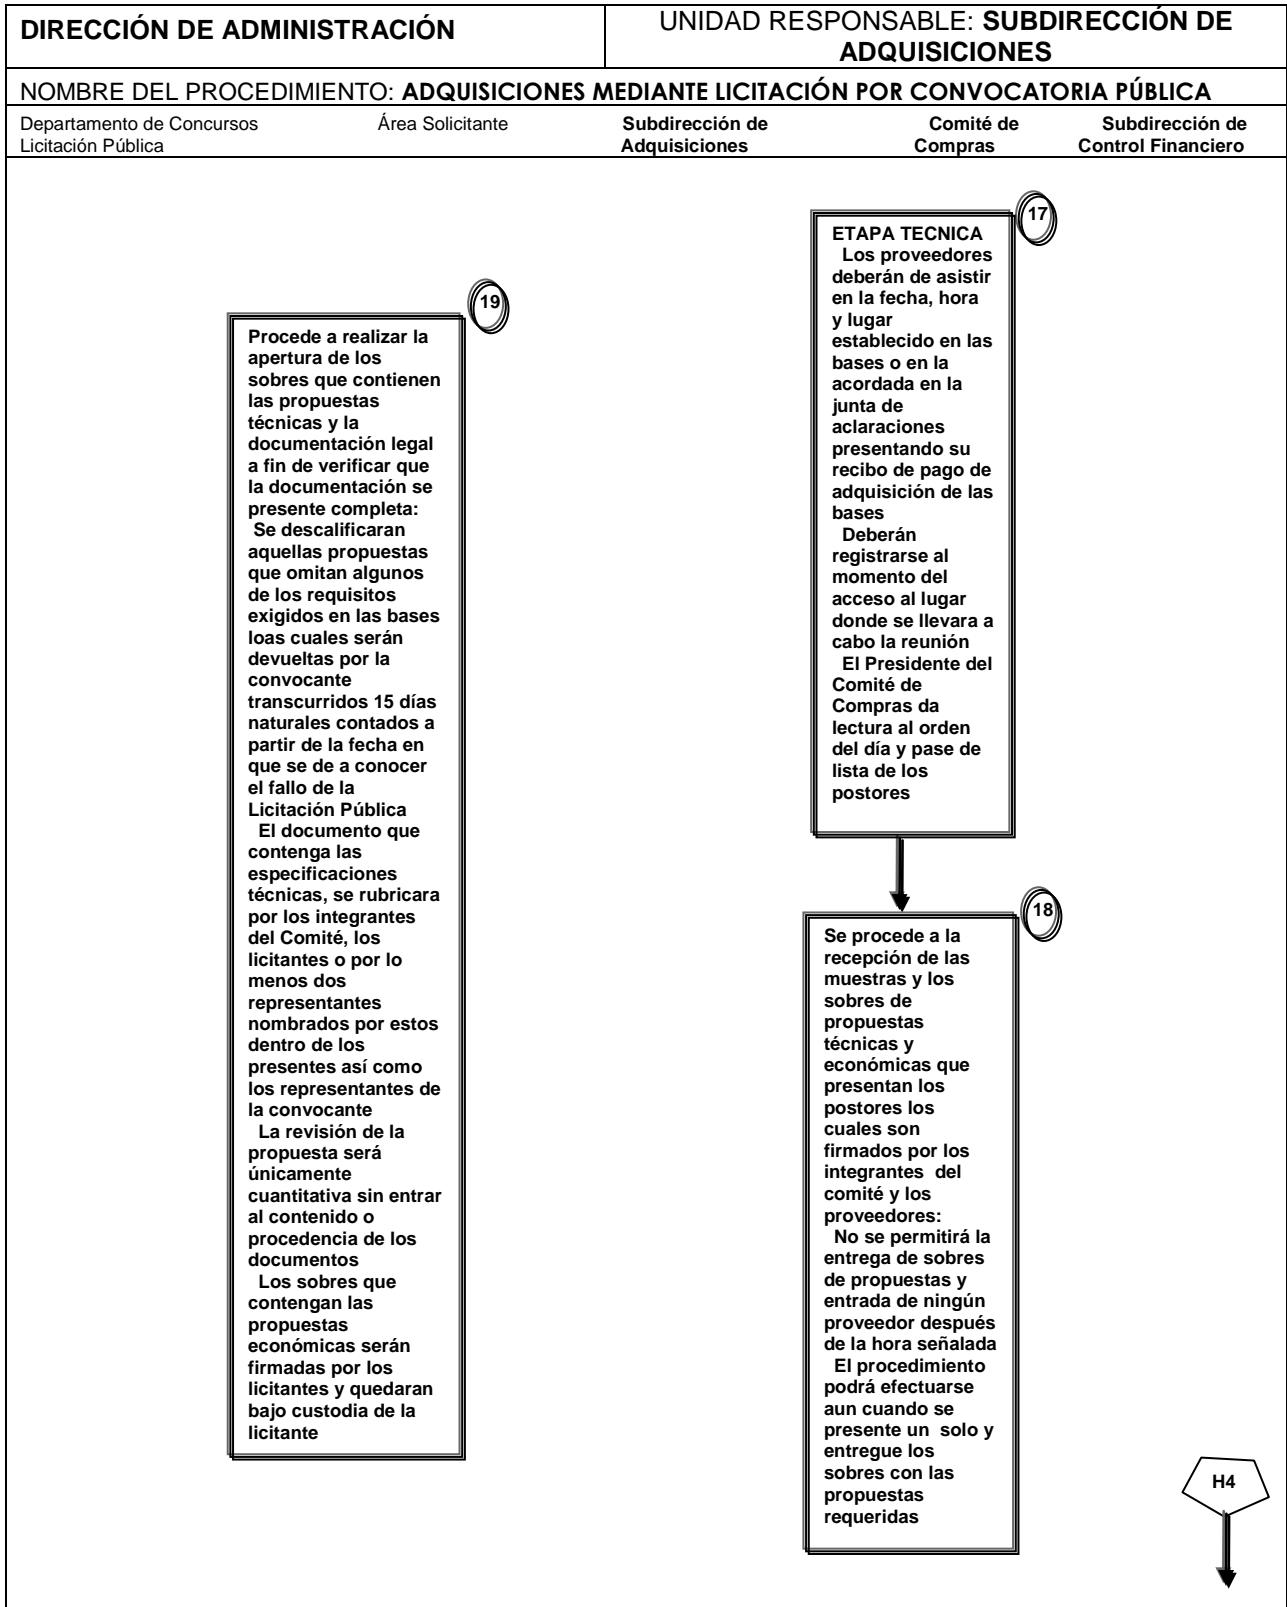 DIRECCIÓN DE ADMINISTRACIÓN
UNIDAD RESPONSABLE: SUBDIRECCIÓN DE
ADQUISICIONES
NOMBRE DEL PROCEDIMIENTO: ADQUISICIONES MEDIANTE LICITACIÓN POR CONVOCATORIA PÚBLICA
Departamento de Concursos
Licitación Pública
Área Solicitante
Subdirección de
Adquisiciones
Comité de
Compras
Subdirección de
Control Financiero
17
ETAPA TECNICA
Los proveedores
deberán de asistir
en la fecha, hora
y lugar
establecido en las
bases o en la
acordada en la
junta de
aclaraciones
presentando su
recibo de pago de
adquisición de las
bases
Deberán
registrarse al
momento del
acceso al lugar
donde se llevara a
cabo la reunión
El Presidente del
Comité de
Compras da
lectura al orden
del día y pase de
lista de los
postores
18
Se procede a la
recepción de las
muestras y los
sobres de
propuestas
técnicas y
económicas que
presentan los
postores los
cuales son
firmados por los
integrantes  del
comité y los
proveedores:
No se permitirá la
entrega de sobres
de propuestas y
entrada de ningún
proveedor después
de la hora señalada
El procedimiento
podrá efectuarse
aun cuando se
presente un  solo y
entregue los
sobres con las
propuestas
requeridas
19
Procede a realizar la
apertura de los
sobres que contienen
las propuestas
técnicas y la
documentación legal
a fin de verificar que
la documentación se
presente completa:
Se descalificaran
aquellas propuestas
que omitan algunos
de los requisitos
exigidos en las bases
loas cuales serán
devueltas por la
convocante
transcurridos 15 días
naturales contados a
partir de la fecha en
que se de a conocer
el fallo de la
Licitación Pública
El documento que
contenga las
especificaciones
técnicas, se rubricara
por los integrantes
del Comité, los
licitantes o por lo
menos dos
representantes
nombrados por estos
dentro de los
presentes así como
los representantes de
la convocante
La revisión de la
propuesta será
únicamente
cuantitativa sin entrar
al contenido o
procedencia de los
documentos
Los sobres que
contengan las
propuestas
económicas serán
firmadas por los
licitantes y quedaran
bajo custodia de la
licitante
H4